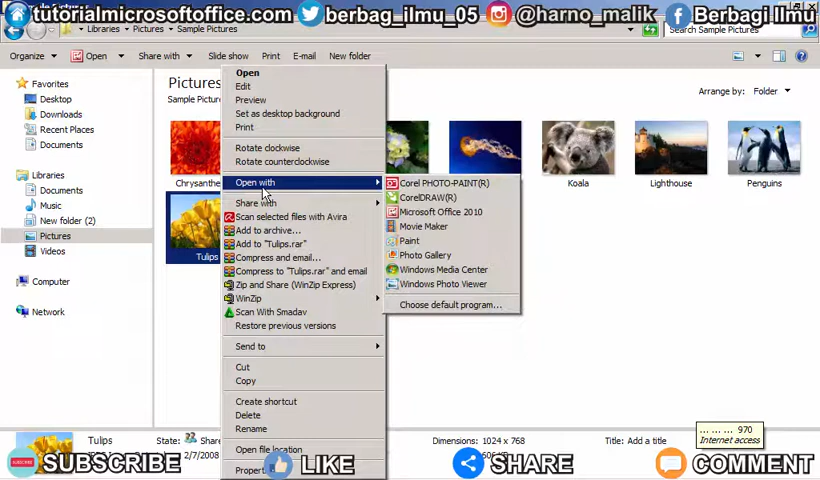 tutorialmicrosoftoffice.com berbag_ilmu_05 @harno_malik Berbagi Ilmu
Libraries Pictures Sample Pictures Search Sample Pictures
Organize Open Share with Slide show Print E-mail New folder
Favorites
Desktop
Downloads
Recent Places
Documents
Libraries
Documents
Music
New folder (2)
Pictures
Videos
Computer
Network
Sample Pictur
Arrange by: Folder
Koala
Lighthouse
Penguins
Tulips
Open
Edit
Preview
Set as desktop background
Print
Rotate clockwise
Rotate counterclockwise
Open with
Share with
Scan selected files with Avira
Add to archive...
Add to "Tulips.rar"
Compress and email...
Compress to "Tulips.rar" and email
Zip and Share (WinZip Express)
WinZip
Scan With Smadav
Restore previous versions
Send to
Cut
Copy
Create shortcut
Delete
Rename
Open file location
Corel PHOTO-PAINT(R)
CorelDRAW(R)
Microsoft Office 2010
Movie Maker
Paint
Photo Gallery
Windows Media Center
Windows Photo Viewer
Choose default program...
... ... ... 970
Internet access
Tulips State: Share
2/7/2008
Dimensions: 1024 x 768 Title: Add a title
SUBSCRIBE LIKE SHARE COMMENT